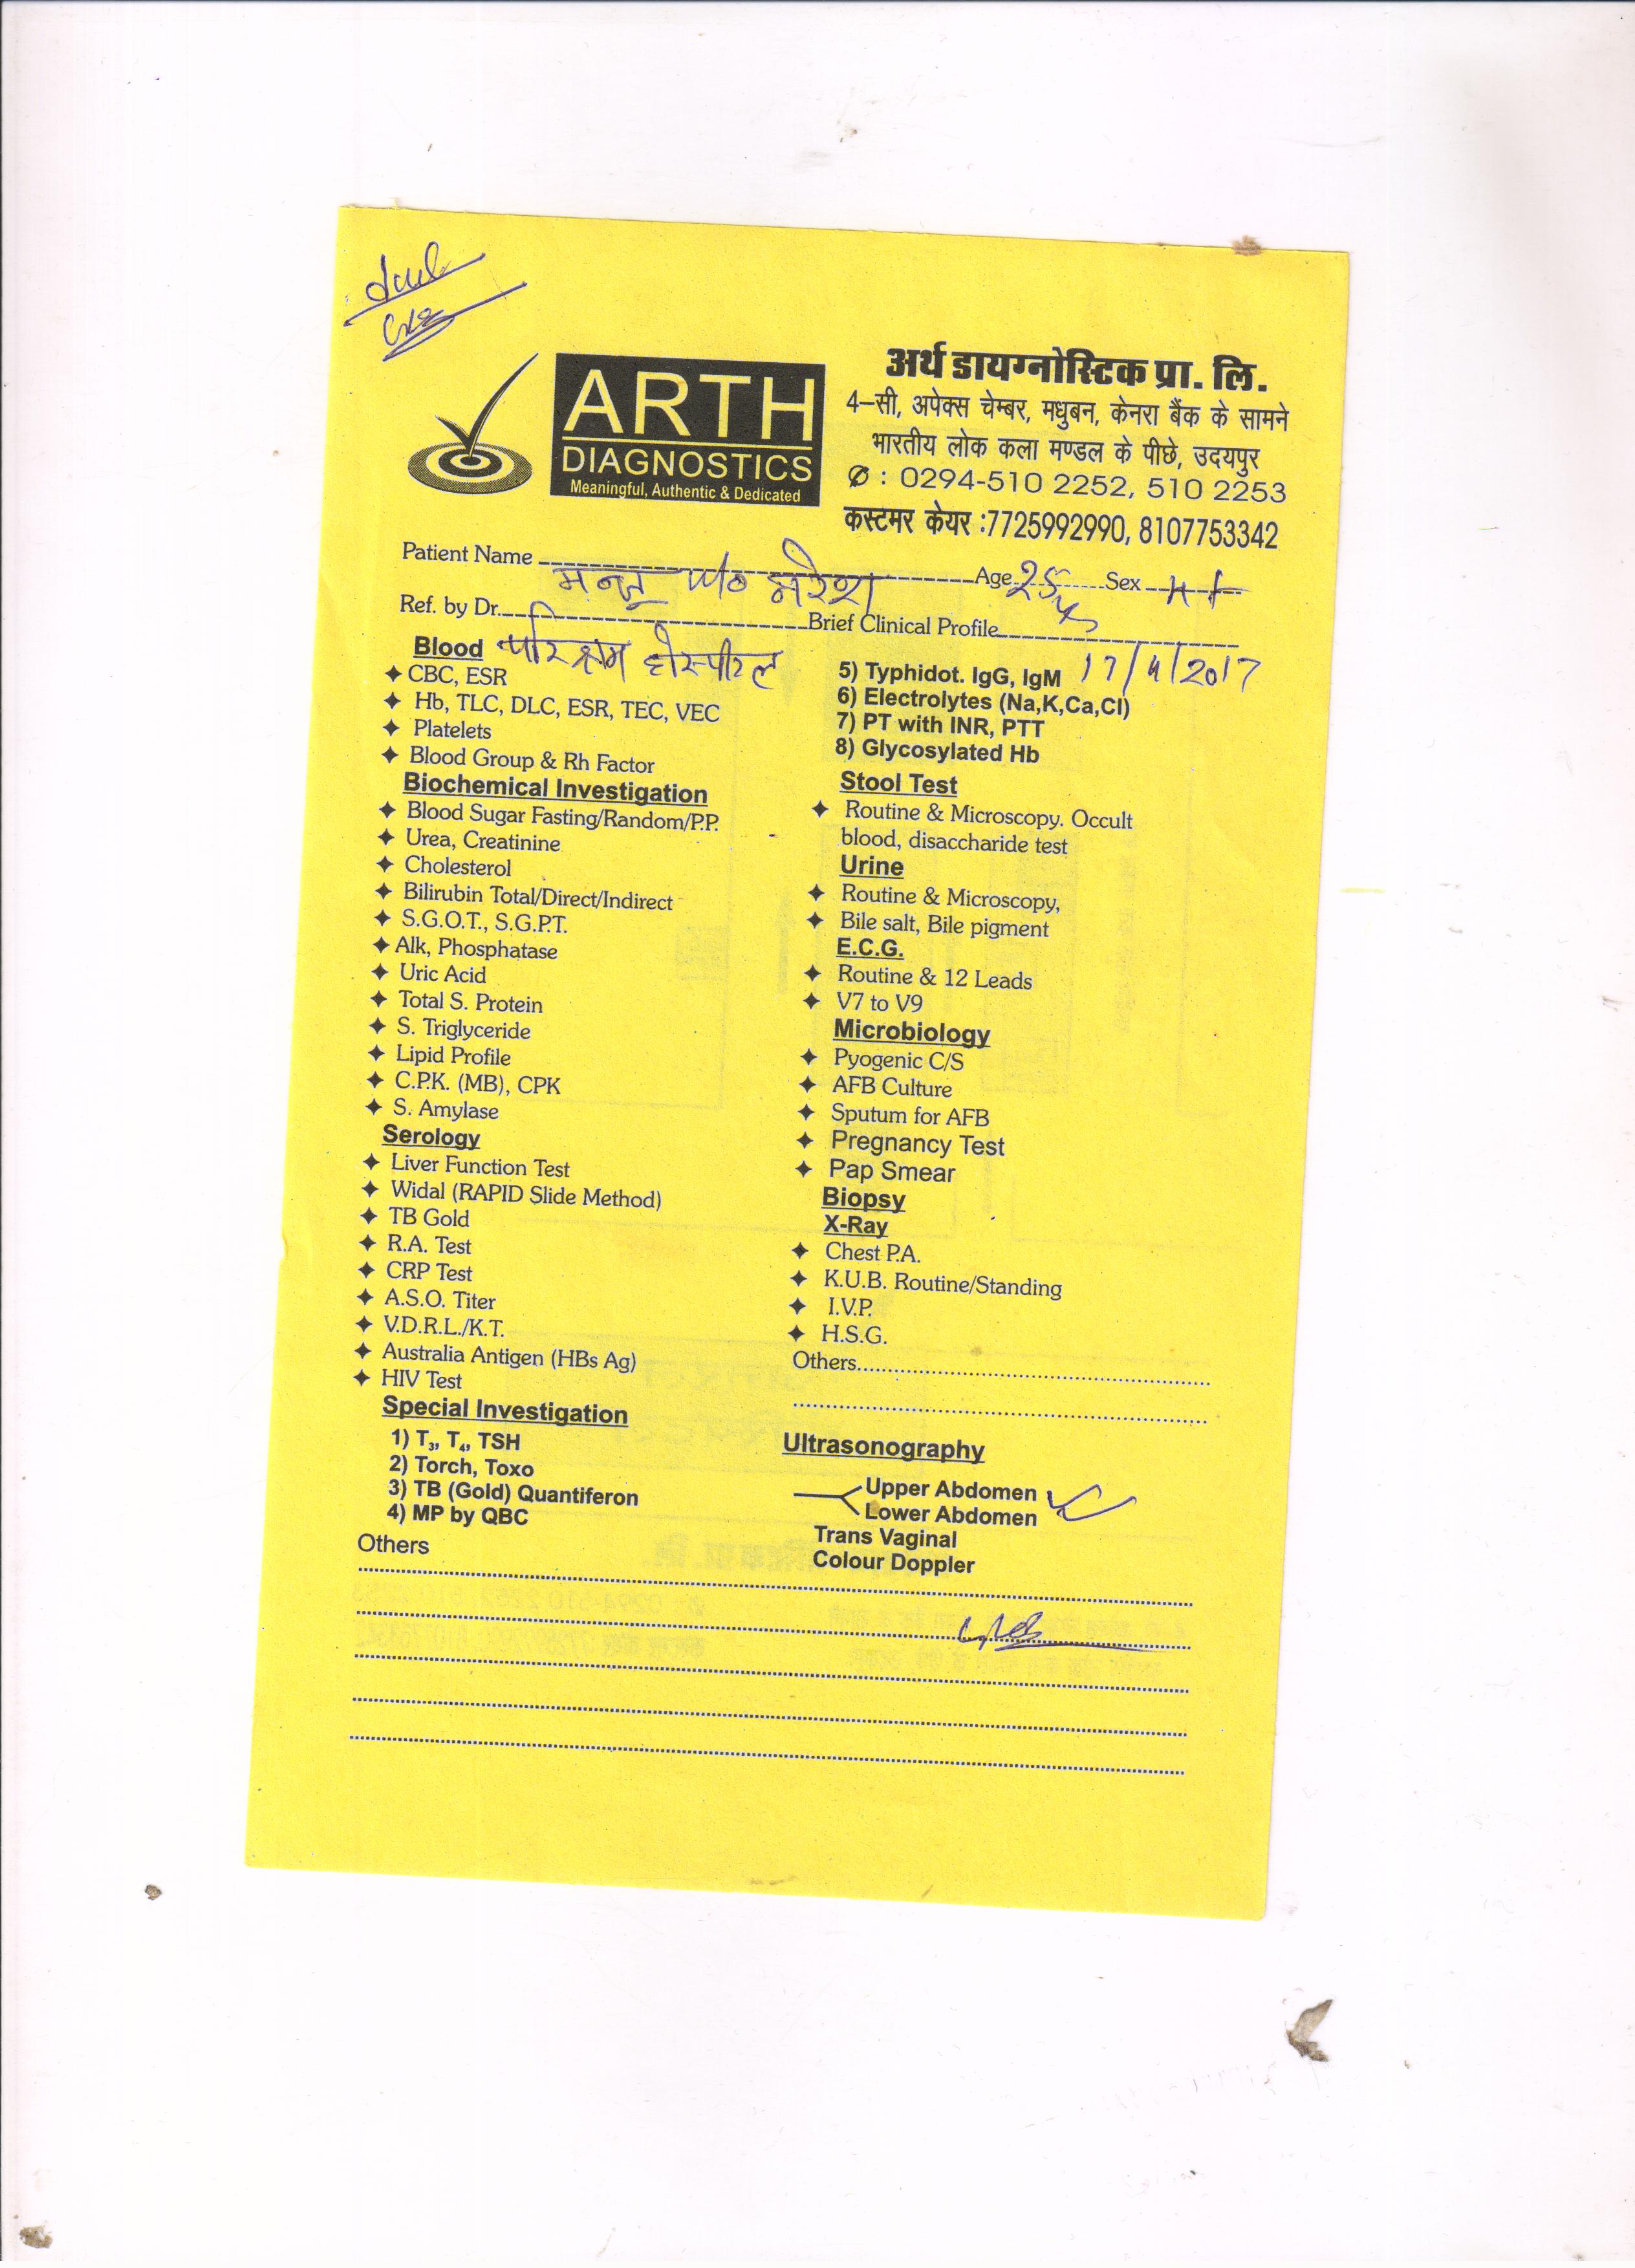 अर्थ डायग्नोस्टिक प्रा. लि.
ARTH
DIAGNOSTICS
Meaningful, Authentic & Dedicated
4–सी, अपेक्स चेम्बर, मधुबन, केनरा बैंक के सामने
भारतीय लोक कला मण्डल के पीछे, उदयपुर
: 0294-510 2252, 510 2253
कस्टमर केयर :7725992990, 8107753342
Patient Name मन्जू W/o Age 25 Sex
Ref. by Dr. Brief Clinical Profile
परिश्रम होस्पीटल
17/4/2017
Blood
✦ CBC, ESR
✦ Hb, TLC, DLC, ESR, TEC, VEC
✦ Platelets
✦ Blood Group & Rh Factor
Biochemical Investigation
✦ Blood Sugar Fasting/Random/P.P.
✦ Urea, Creatinine
✦ Cholesterol
✦ Bilirubin Total/Direct/Indirect
✦ S.G.O.T., S.G.P.T.
✦ Alk, Phosphatase
✦ Uric Acid
✦ Total S. Protein
✦ S. Triglyceride
✦ Lipid Profile
✦ C.P.K. (MB), CPK
✦ S. Amylase
Serology
✦ Liver Function Test
✦ Widal (RAPID Slide Method)
✦ TB Gold
✦ R.A. Test
✦ CRP Test
✦ A.S.O. Titer
✦ V.D.R.L./K.T.
✦ Australia Antigen (HBs Ag)
✦ HIV Test
Special Investigation
1) T₃, T₄, TSH
2) Torch, Toxo
3) TB (Gold) Quantiferon
4) MP by QBC
Others
5) Typhidot. IgG, IgM
6) Electrolytes (Na,K,Ca,Cl)
7) PT with INR, PTT
8) Glycosylated Hb
Stool Test
✦ Routine & Microscopy. Occult
blood, disaccharide test
Urine
✦ Routine & Microscopy,
✦ Bile salt, Bile pigment
E.C.G.
✦ Routine & 12 Leads
✦ V7 to V9
Microbiology
✦ Pyogenic C/S
✦ AFB Culture
✦ Sputum for AFB
✦ Pregnancy Test
✦ Pap Smear
Biopsy
X-Ray
✦ Chest P.A.
✦ K.U.B. Routine/Standing
✦ I.V.P.
✦ H.S.G.
Others
Ultrasonography
Upper Abdomen
Lower Abdomen
Trans Vaginal
Colour Doppler